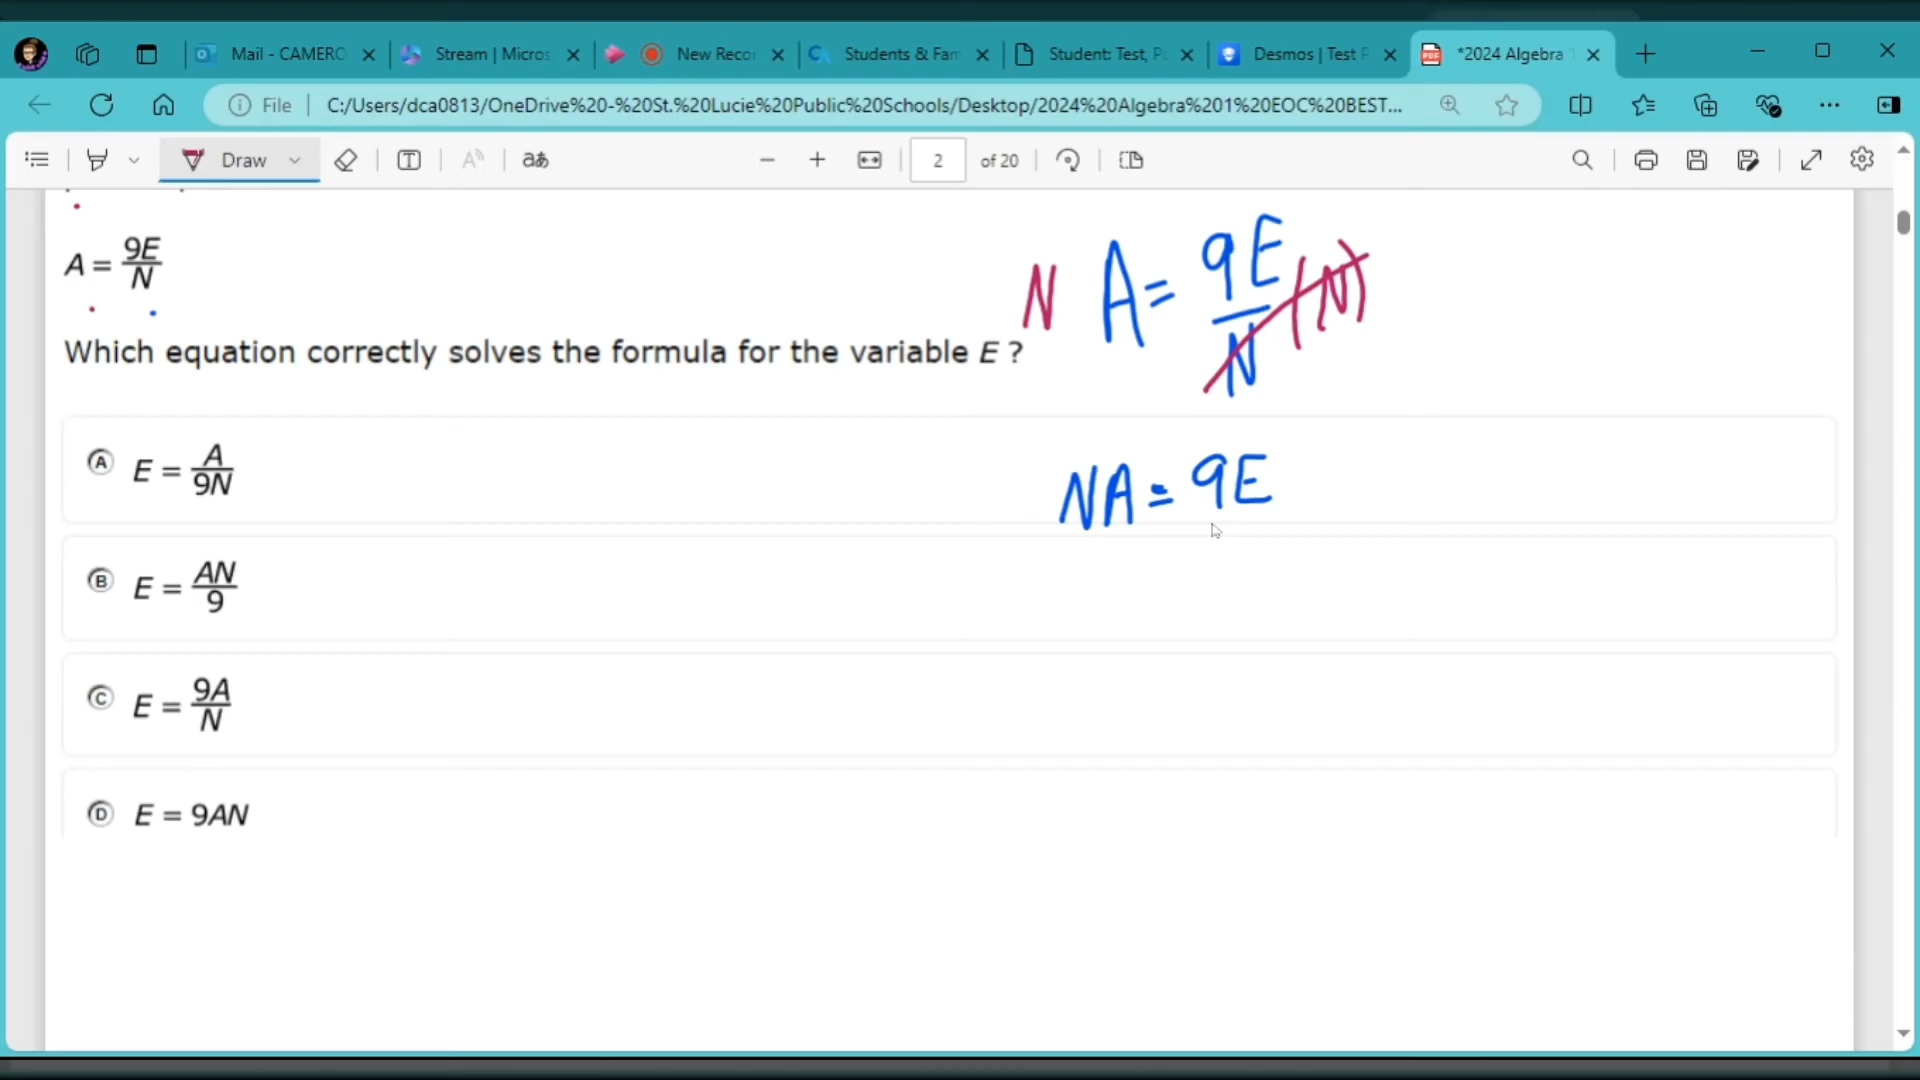 Mail - CAMERO
Stream | Micros
New Reco
Students & Fam
Student: Test, P
Desmos | Test P
*2024 Algebra
File
C:/Users/dca0813/OneDrive%20-%20St.%20Lucie%20Public%20Schools/Desktop/2024%20Algebra%201%20EOC%20BEST...
Draw
2 of 20
A = 9E/N
N A = 9E/N (N)
Which equation correctly solves the formula for the variable E ?
A E = A/9N
NA = 9E
B E = AN/9
C E = 9A/N
D E = 9AN